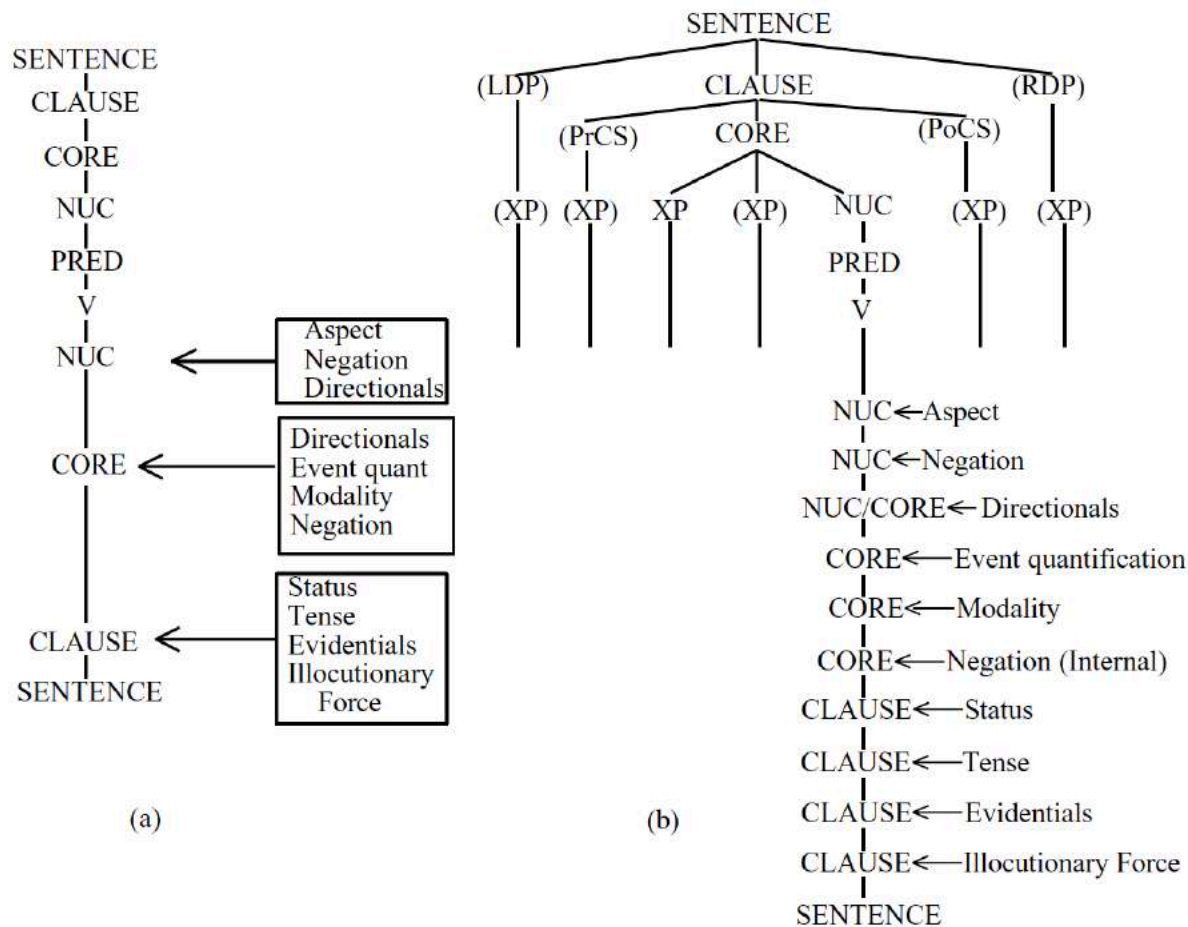 SENTENCE
CLAUSE
CORE
NUC
PRED
V
NUC
Aspect
Negation
Directionals
CORE
Directionals
Event quant
Modality
Negation
CLAUSE
Status
Tense
Evidentials
Illocutionary
Force
SENTENCE
(a)
SENTENCE
(LDP) CLAUSE (RDP)
(PrCS) CORE (PoCS)
(XP) (XP) XP (XP) NUC (XP) (XP)
PRED
V
NUC Aspect
NUC Negation
NUC/CORE Directionals
CORE Event quantification
CORE Modality
CORE Negation (Internal)
CLAUSE Status
CLAUSE Tense
CLAUSE Evidentials
CLAUSE Illocutionary Force
SENTENCE
(b)